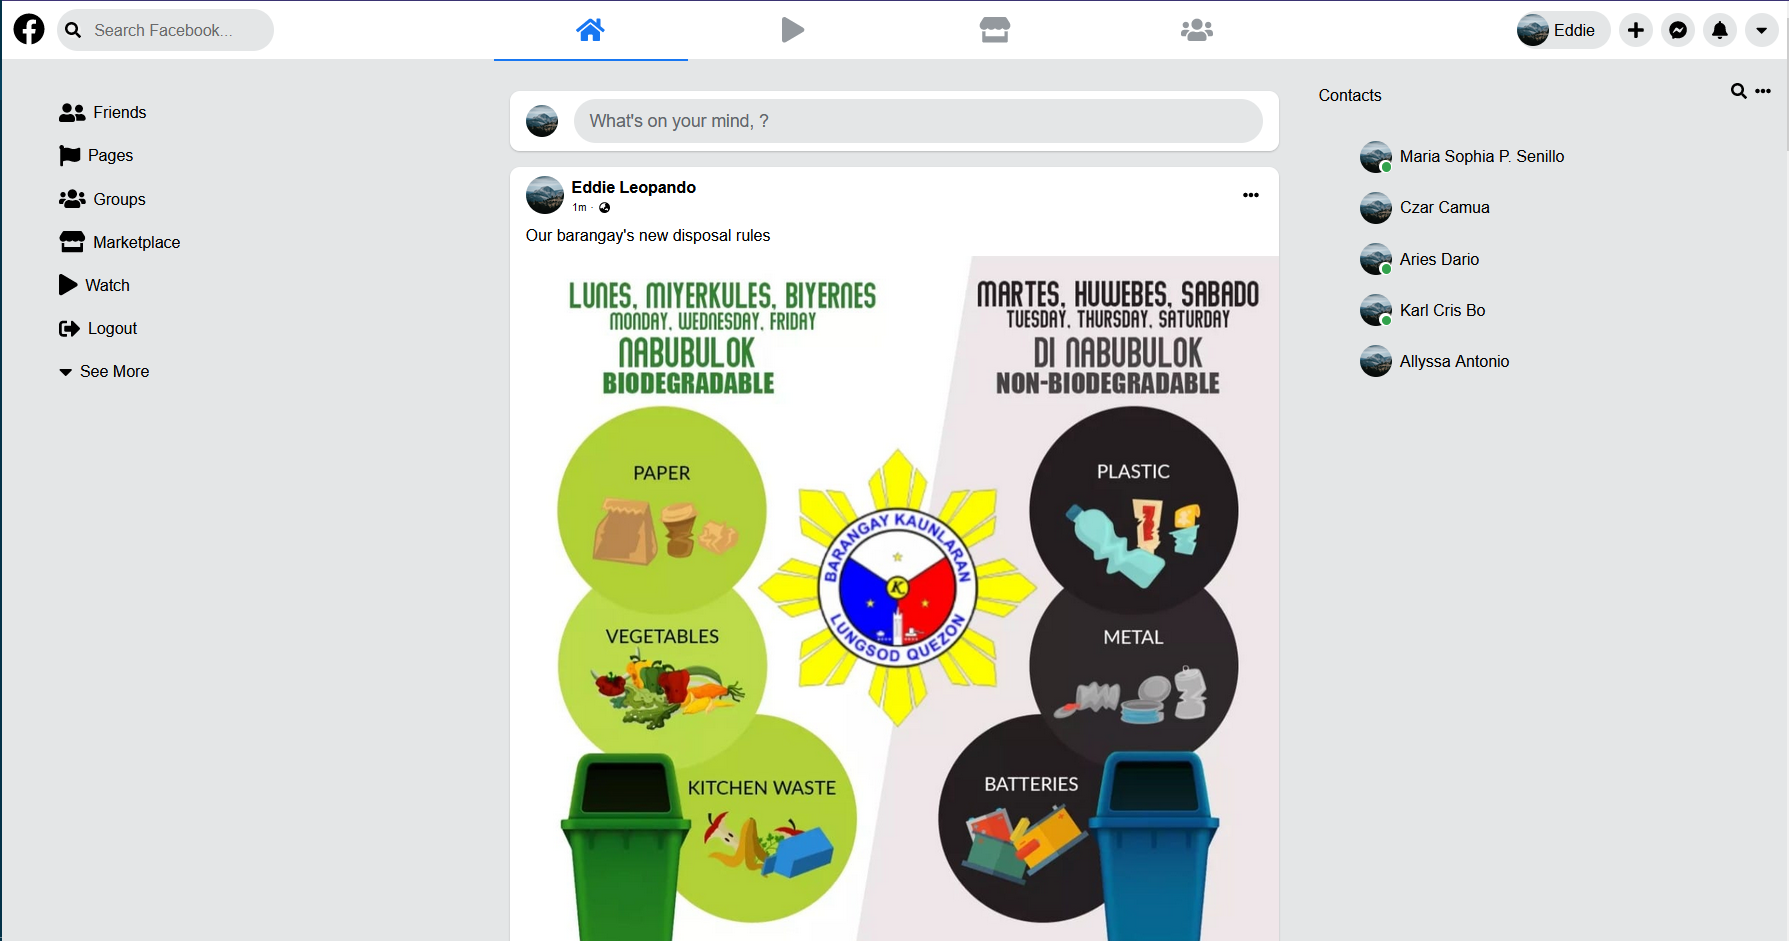 Search Facebook...
Eddie
Friends
Pages
Groups
Marketplace
Watch
Logout
See More
What's on your mind, ?
Eddie Leopando
1m ·
Our barangay's new disposal rules
LUNES, MIYERKULES, BIYERNES
MONDAY, WEDNESDAY, FRIDAY
NABUBULOK
BIODEGRADABLE
MARTES, HUWEBES, SABADO
TUESDAY, THURSDAY, SATURDAY
DI NABUBULOK
NON-BIODEGRADABLE
PAPER
VEGETABLES
KITCHEN WASTE
BARANGAY KAUNLARAN
K
LUNGSOD QUEZON
PLASTIC
METAL
BATTERIES
Contacts
Maria Sophia P. Senillo
Czar Camua
Aries Dario
Karl Cris Bo
Allyssa Antonio